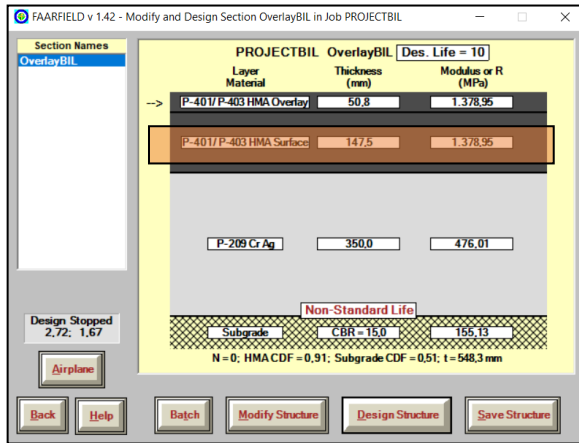 FAARFIELD v 1.42 - Modify and Design Section OverlayBIL in Job PROJECTBIL
Section Names
OverlayBIL
PROJECTBIL OverlayBIL Des. Life = 10
Layer Material Thickness (mm) Modulus or R (MPa)
--> P-401/ P-403 HMA Overlay 50,8 1.378,95
P-401/ P-403 HMA Surface 147,5 1.378,95
P-209 Cr Ag 350,0 476,01
Non-Standard Life
Subgrade CBR = 15,0 155,13
N = 0; HMA CDF = 0,91; Subgrade CDF = 0,51; t = 548,3 mm
Design Stopped
2,72; 1,67
Airplane
Back Help Batch Modify Structure Design Structure Save Structure